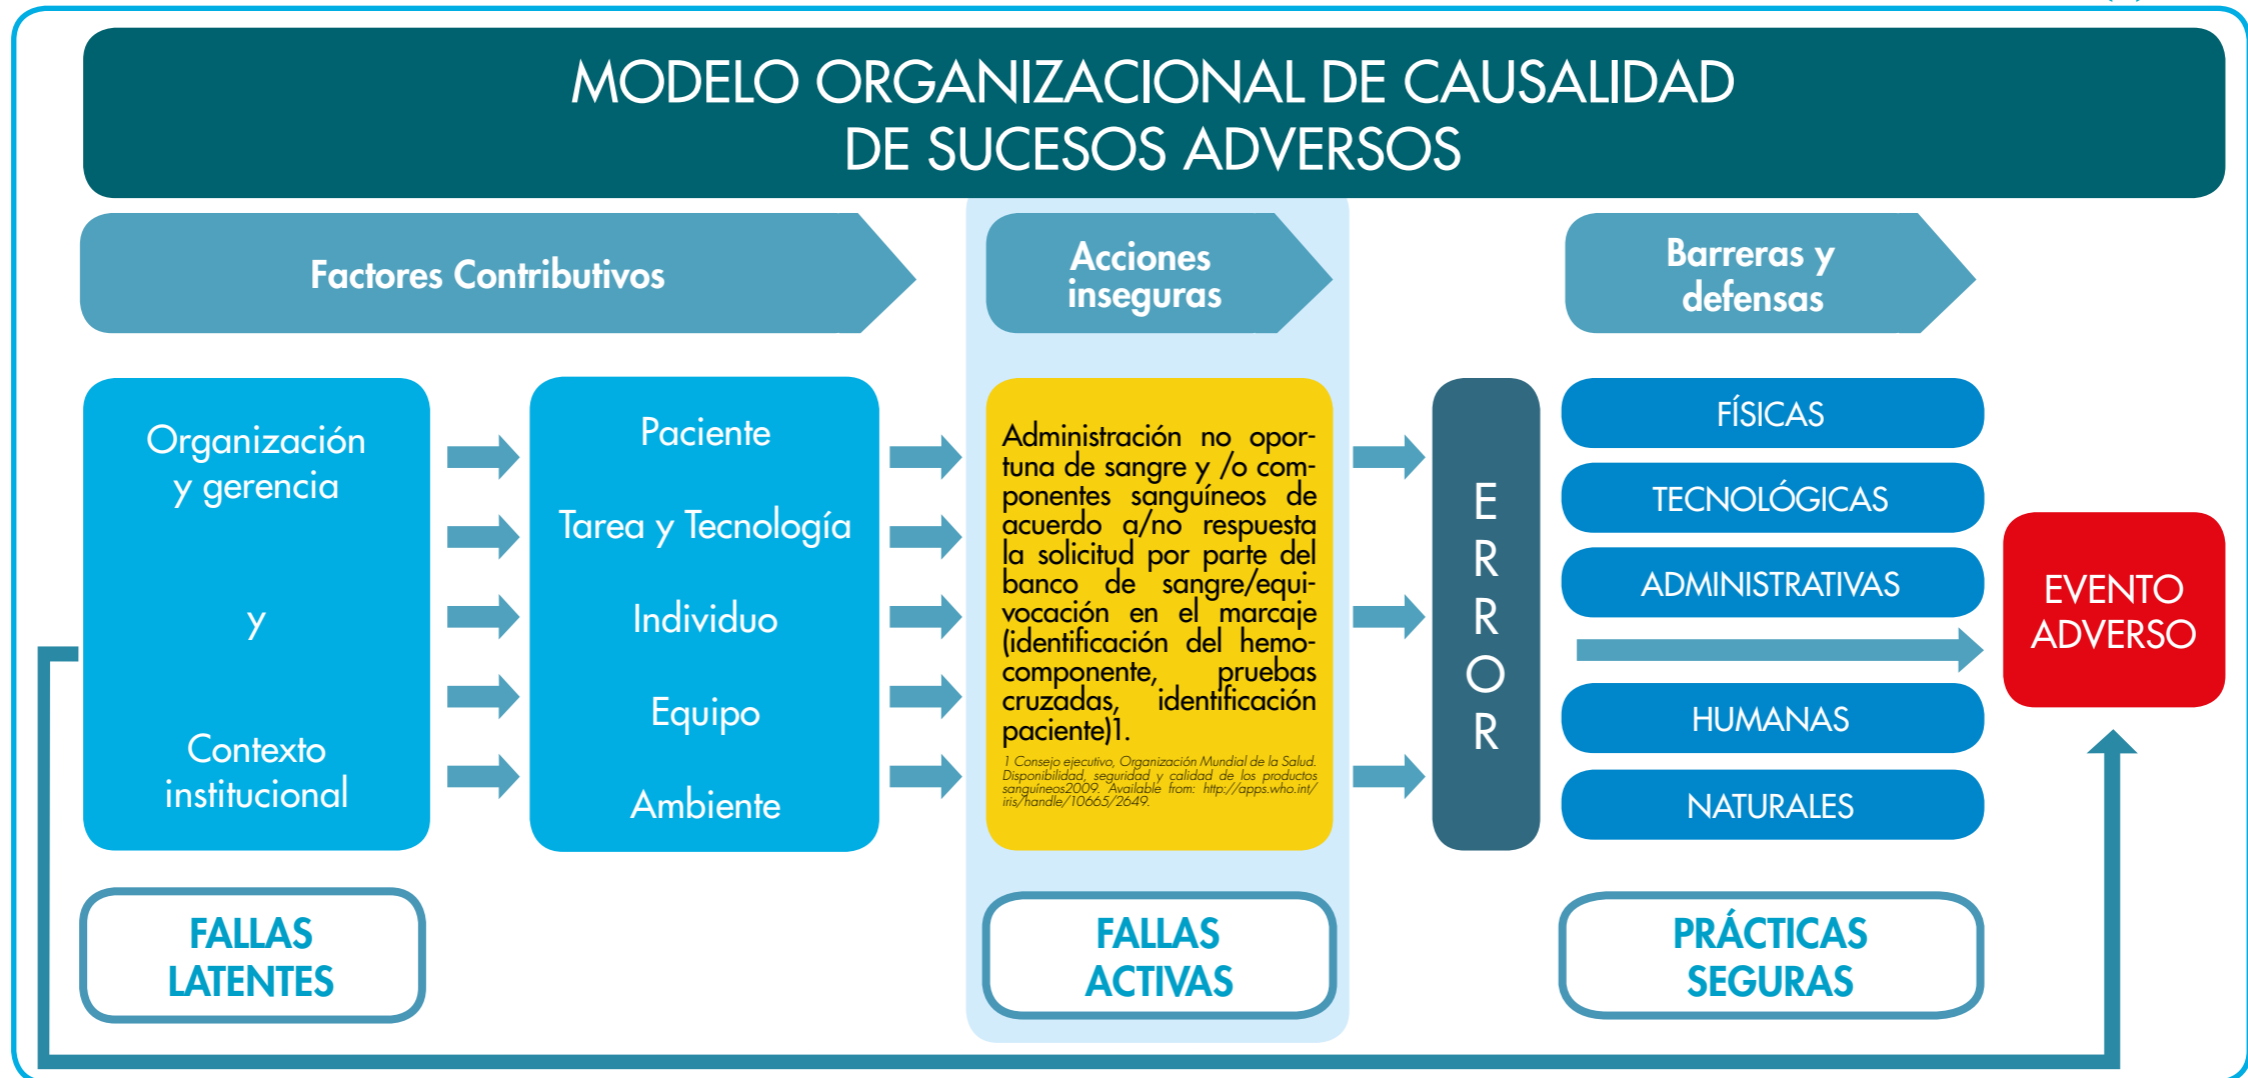 MODELO ORGANIZACIONAL DE CAUSALIDAD
DE SUCESOS ADVERSOS
Factores Contributivos
Acciones
inseguras
Barreras y
defensas
Organización
y gerencia
y
Contexto
institucional
Paciente
Tarea y Tecnología
Individuo
Equipo
Ambiente
Administración no opor-
tuna de sangre y /o com-
ponentes sanguíneos de
acuerdo a/no respuesta
la solicitud por parte del
banco de sangre/equi-
vocación en el marcaje
(identificación del hemo-
componente, pruebas
cruzadas, identificación
paciente)1.
1 Consejo ejecutivo, Organización Mundial de la Salud.
Disponibilidad, seguridad y calidad de los productos
sanguíneos2009. Available from: http://apps.who.int/
iris/handle/10665/2649.
E
R
R
O
R
FÍSICAS
TECNOLÓGICAS
ADMINISTRATIVAS
HUMANAS
NATURALES
EVENTO
ADVERSO
FALLAS
LATENTES
FALLAS
ACTIVAS
PRÁCTICAS
SEGURAS